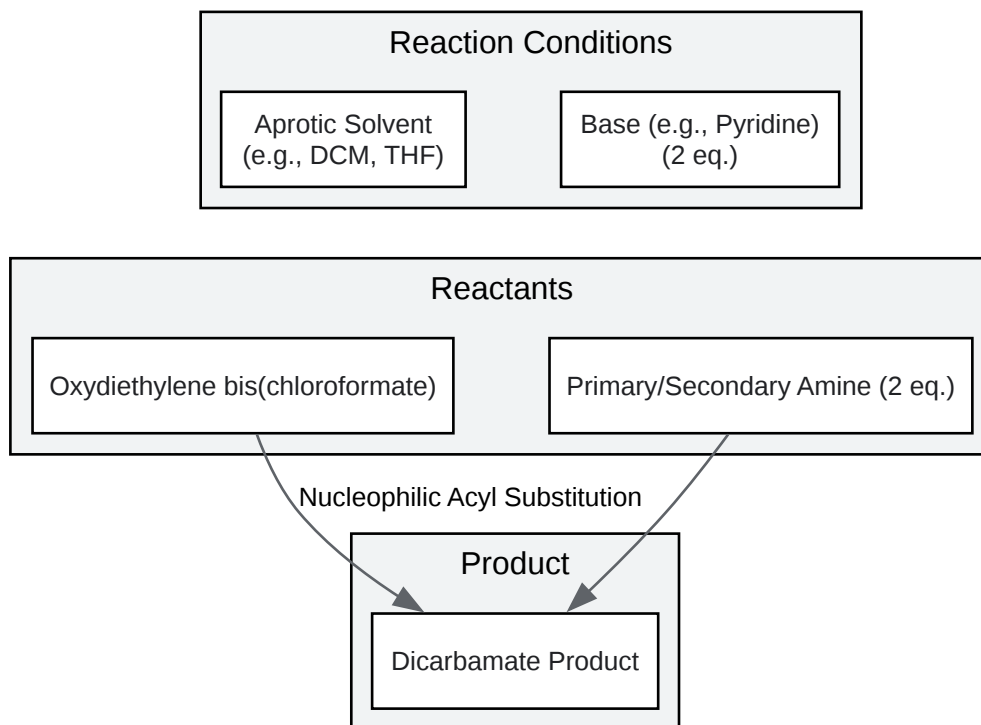 Reaction Conditions
Aprotic Solvent
(e.g., DCM, THF)
Base (e.g., Pyridine)
(2 eq.)
Reactants
Oxydiethylene bis(chloroformate)
Primary/Secondary Amine (2 eq.)
Nucleophilic Acyl Substitution
Product
Dicarbamate Product